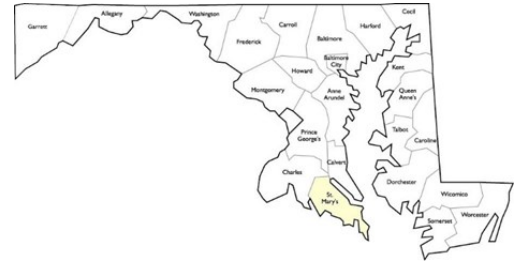 Garrett
Allegany
Washington
Frederick
Carroll
Baltimore
Harford
Cecil
Baltimore
City
Howard
Montgomery
Anne
Arundel
Kent
Queen
Anne's
Talbot
Caroline
Prince
George's
Calvert
Charles
St.
Mary's
Dorchester
Wicomico
Somerset
Worcester